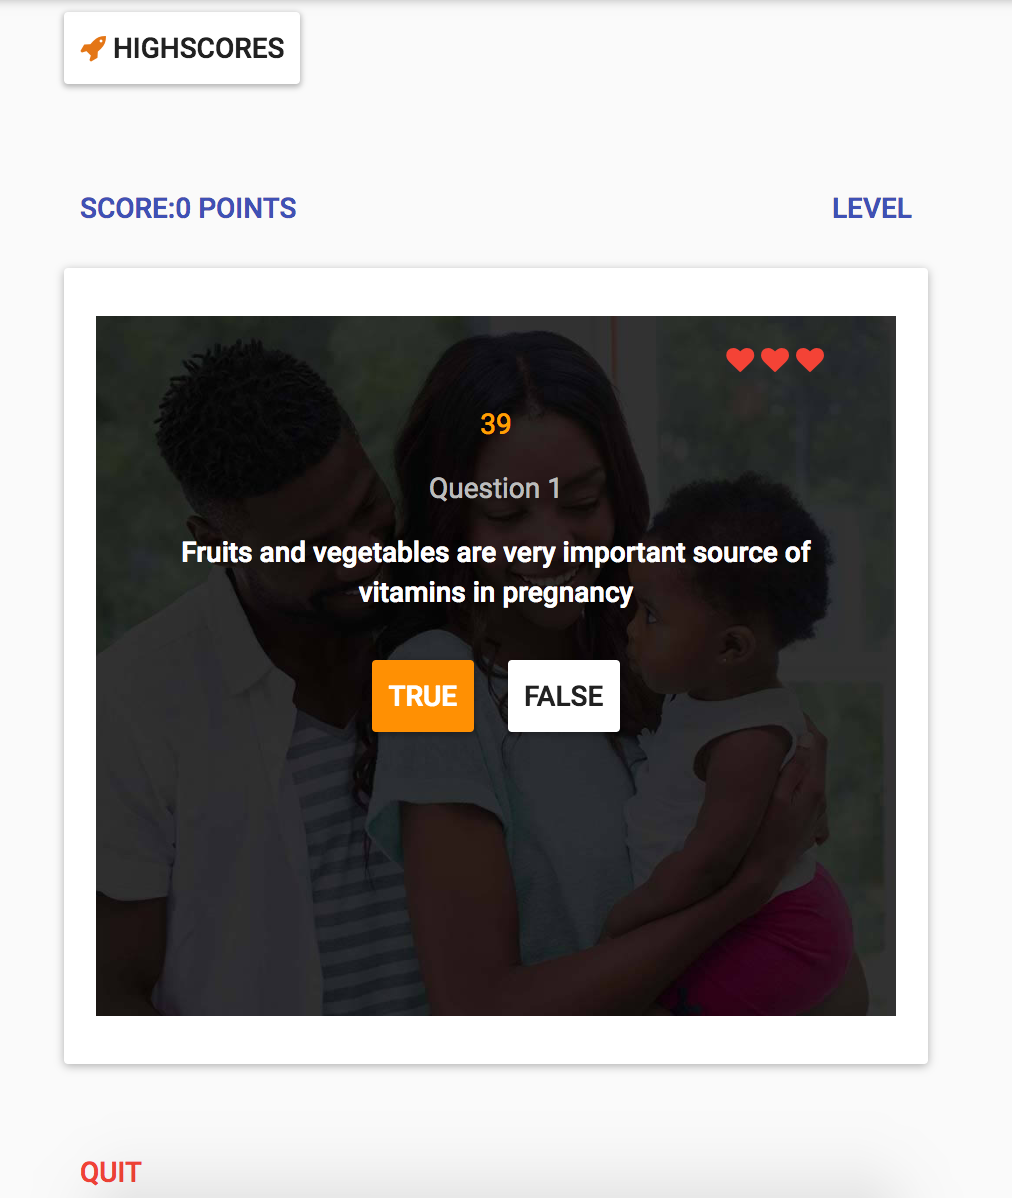 HIGHSCORES
SCORE:0 POINTS
LEVEL
39
Question 1
Fruits and vegetables are very important source of
vitamins in pregnancy
TRUE
FALSE
QUIT